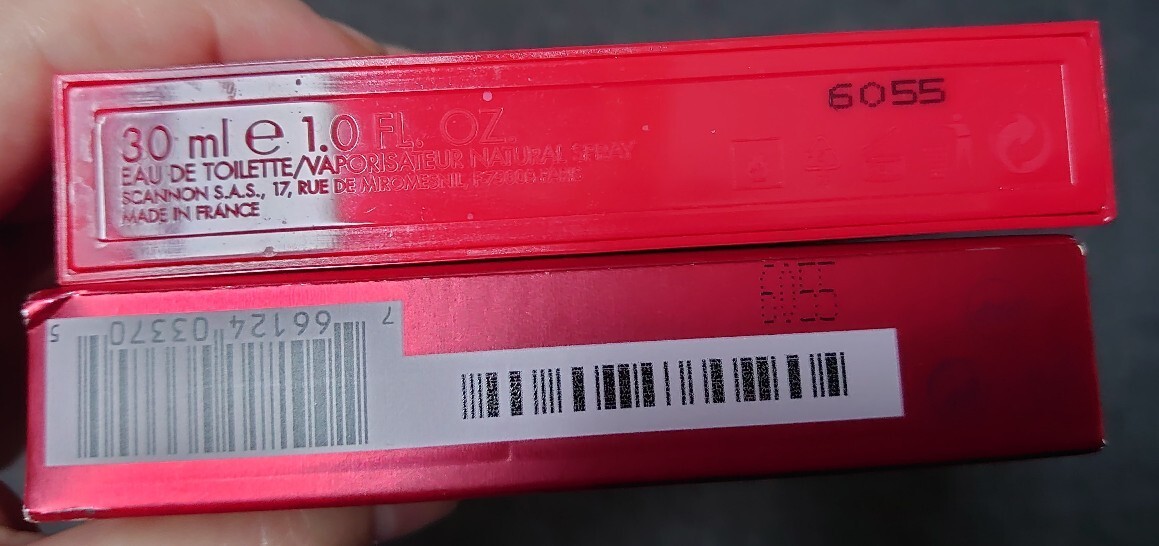 6055
30 ml e 1.0 FL. OZ.
EAU DE TOILETTE/VAPORISATEUR NATURAL SPRAY
SCANNON S.A.S., 17, RUE DE MIROMESNIL, F-75008 PARIS
MADE IN FRANCE
6055
7 66124 03370 5